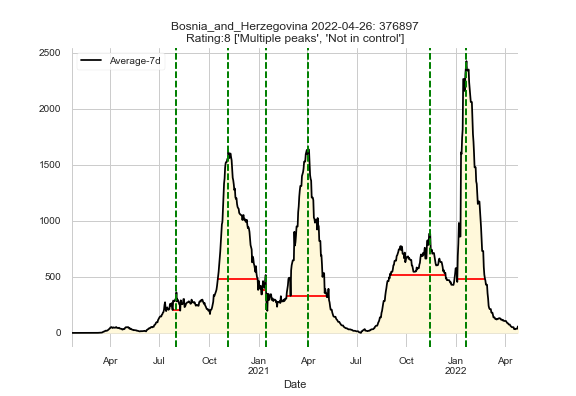 Bosnia_and_Herzegovina 2022-04-26: 376897
Rating:8 ['Multiple peaks', 'Not in control']
Average-7d
2500
2000
1500
1000
500
0
Apr Jul Oct Jan Apr Jul Oct Jan Apr
2021 2022
Date